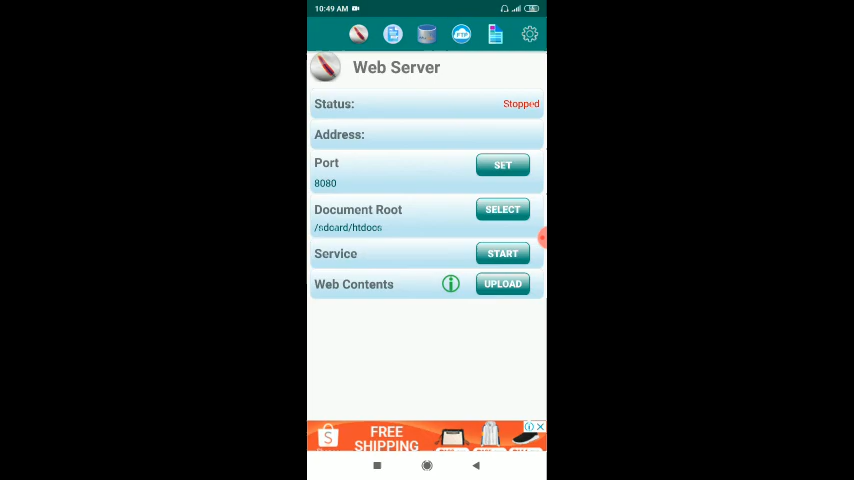 10:49 AM
FTP
Web Server
Status:
Stopped
Address:
Port
SET
8080
Document Root
SELECT
/sdcard/htdocs
Service
START
Web Contents
UPLOAD
FREE
SHIPPING